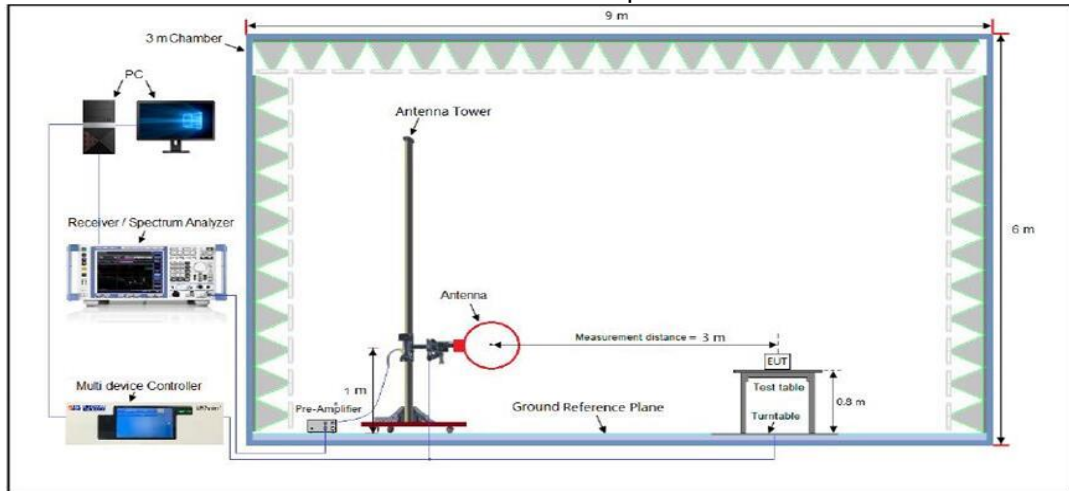 9 m
3 m Chamber
PC
Antenna Tower
Receiver / Spectrum Analyzer
6 m
Antenna
Measurement distance = 3 m
EUT
Multi device Controller
1 m
Test table
0.8 m
Pre-Amplifier
Ground Reference Plane
Turntable